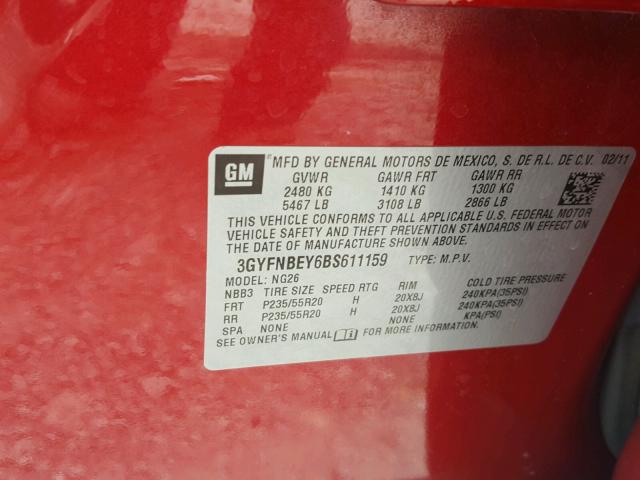 GM MFD BY GENERAL MOTORS DE MEXICO, S. DE R.L. DE C.V. 02/11
GVWR GAWR FRT GAWR RR
2480 KG 1410 KG 1300 KG
5467 LB 3108 LB 2866 LB
THIS VEHICLE CONFORMS TO ALL APPLICABLE U.S. FEDERAL MOTOR
VEHICLE SAFETY AND THEFT PREVENTION STANDARDS IN EFFECT ON
THE DATE OF MANUFACTURE SHOWN ABOVE.
3GYFNBEY6BS611159 TYPE: M.P.V.
MODEL: NG26
NBB3 TIRE SIZE SPEED RTG RIM COLD TIRE PRESSURE
FRT P235/55R20 H 20X8J 240KPA(35PSI)
RR P235/55R20 H 20X8J 240KPA(35PSI)
SPA NONE NONE KPA(PSI)
SEE OWNER'S MANUAL FOR MORE INFORMATION.